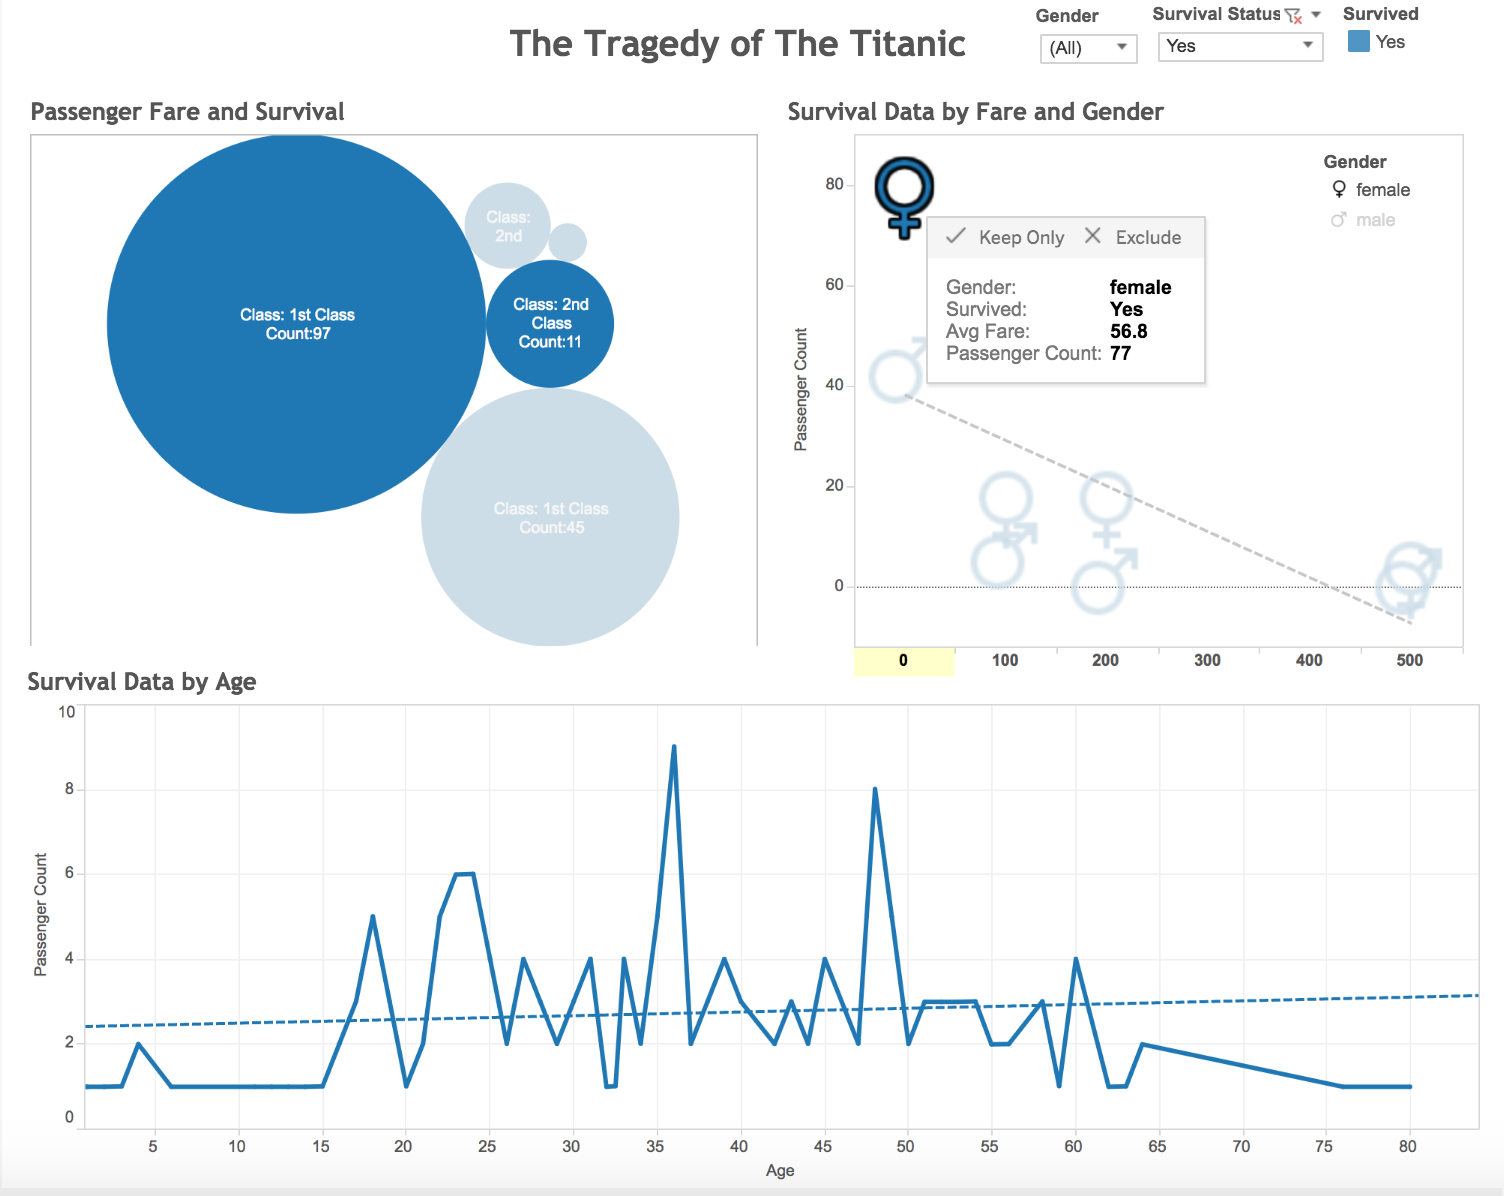 The Tragedy of The Titanic
Gender
(All)
Survival Status
Yes
Survived
Yes
Passenger Fare and Survival
Class: 1st Class
Count:97
Class:
2nd
Class: 2nd
Class
Count:11
Class: 1st Class
Count:45
Survival Data by Fare and Gender
Gender
female
male
Keep Only Exclude
Gender: female
Survived: Yes
Avg Fare: 56.8
Passenger Count: 77
Passenger Count
80
60
40
20
0
0 100 200 300 400 500
Survival Data by Age
Passenger Count
10
8
6
4
2
0
5 10 15 20 25 30 35 40 45 50 55 60 65 70 75 80
Age